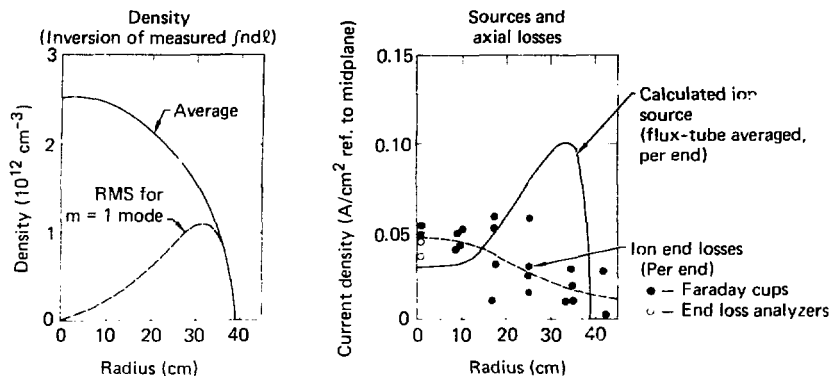 Density
(Inversion of measured ∫ndℓ)
3
2
1
0
Density (10¹² cm⁻³)
Average
RMS for
m = 1 mode
0 10 20 30 40
Radius (cm)
Sources and
axial losses
0.15
0.10
0.05
0
Current density (A/cm² ref. to midplane)
Calculated ion
source
(flux-tube averaged,
per end)
Ion end losses
(Per end)
● – Faraday cups
○ – End loss analyzers
0 10 20 30 40
Radius (cm)